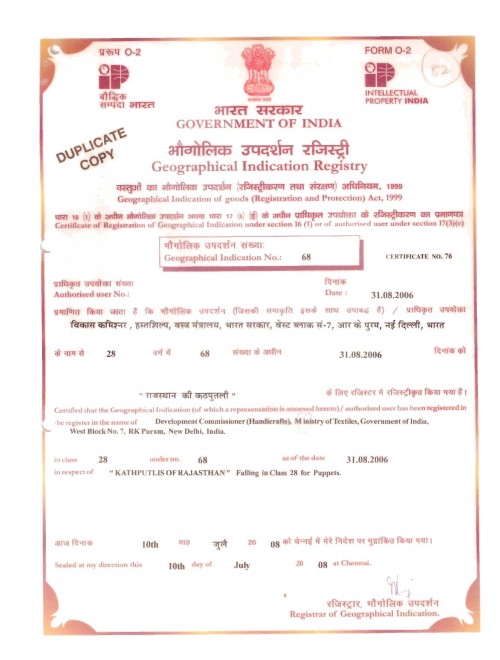 प्ररूप O-2
FORM O-2
82
बौद्धिक
सम्पदा भारत
INTELLECTUAL
PROPERTY INDIA
DUPLICATE
COPY
भारत सरकार
GOVERNMENT OF INDIA
भौगोलिक उपदर्शन रजिस्ट्री
Geographical Indication Registry
वस्तुओं का भौगोलिक उपदर्शन (रजिस्ट्रीकरण तथा संरक्षण) अधिनियम, 1999
Geographical Indication of goods (Registration and Protection) Act, 1999
धारा 16 (1) के अधीन भौगोलिक उपदर्शन अथवा धारा 17 (3) (ई) के अधीन प्राधिकृत उपयोक्ता के रजिस्ट्रीकरण का प्रमाणपत्र
Certificate of Registration of Geographical Indication under section 16 (1) or of authorised user under section 17(3)(e)
भौगोलिक उपदर्शन संख्याः
Geographical Indication No.: 68
CERTIFICATE NO. 76
प्राधिकृत उपयोक्ता संख्याः दिनांक
Authorised user No.: Date : 31.08.2006
प्रमाणित किया जाता है कि भौगोलिक उपदर्शन (जिसकी समाकृति इसके साथ उपाबद्ध है) / प्राधिकृत उपयोक्ता
विकास कमिश्नर, हस्तशिल्प, वस्त्र मंत्रालय, भारत सरकार, वेस्ट ब्लाक सं-7, आर के पुरम, नई दिल्ली, भारत
के नाम से 28 वर्ग में 68 संख्या के अधीन 31.08.2006 दिनांक को
" राजस्थान की कठपुतली " के लिए रजिस्टर में रजिस्ट्रीकृत किया गया है।
Certified that the Geographical Indication (of which a representation is annexed hereto)/ authorised user has been registered in
the register in the name of Development Commissioner (Handicrafts), Ministry of Textiles, Government of India,
West Block No. 7, RK Puram, New Delhi, India.
in class 28 under no. 68 as of the date 31.08.2006
in respect of " KATHPUTLIS OF RAJASTHAN" Falling in Class 28 for Puppets.
आज दिनांक 10th माह जुलै 20 08 को चेन्नई में मेरे निदेश पर मुद्रांकित किया गया।
Sealed at my direction this 10th day of July 20 08 at Chennai.
रजिस्ट्रार, भौगोलिक उपदर्शन
Registrar of Geographical Indication.